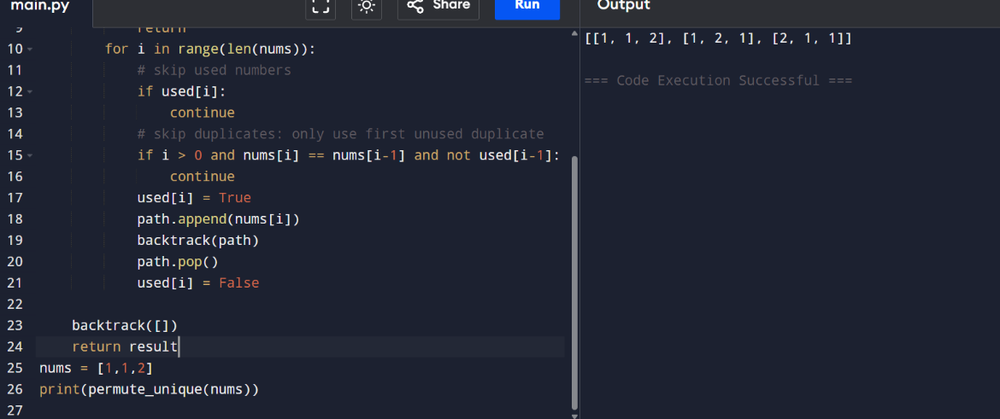 main.py
Share
Run
Output
9 return
10 for i in range(len(nums)):
11 # skip used numbers
12 if used[i]:
13 continue
14 # skip duplicates: only use first unused duplicate
15 if i > 0 and nums[i] == nums[i-1] and not used[i-1]:
16 continue
17 used[i] = True
18 path.append(nums[i])
19 backtrack(path)
20 path.pop()
21 used[i] = False
22
23 backtrack([])
24 return result
25 nums = [1,1,2]
26 print(permute_unique(nums))
27
[[1, 1, 2], [1, 2, 1], [2, 1, 1]]
=== Code Execution Successful ===